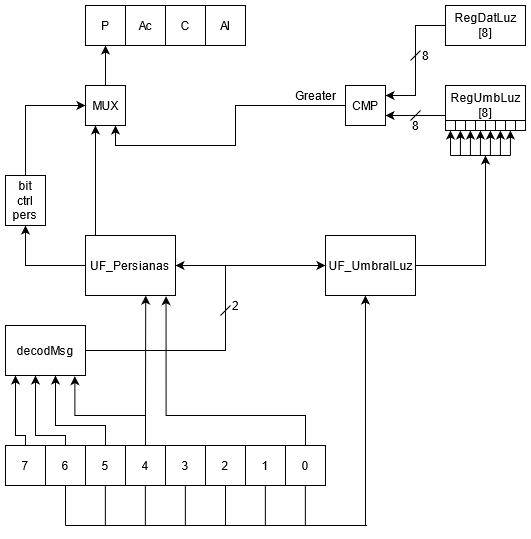 P Ac C Al
RegDatLuz
[8]
8
MUX
Greater
CMP
RegUmbLuz
[8]
8
bit
ctrl
pers
UF_Persianas
UF_UmbralLuz
2
decodMsg
7 6 5 4 3 2 1 0